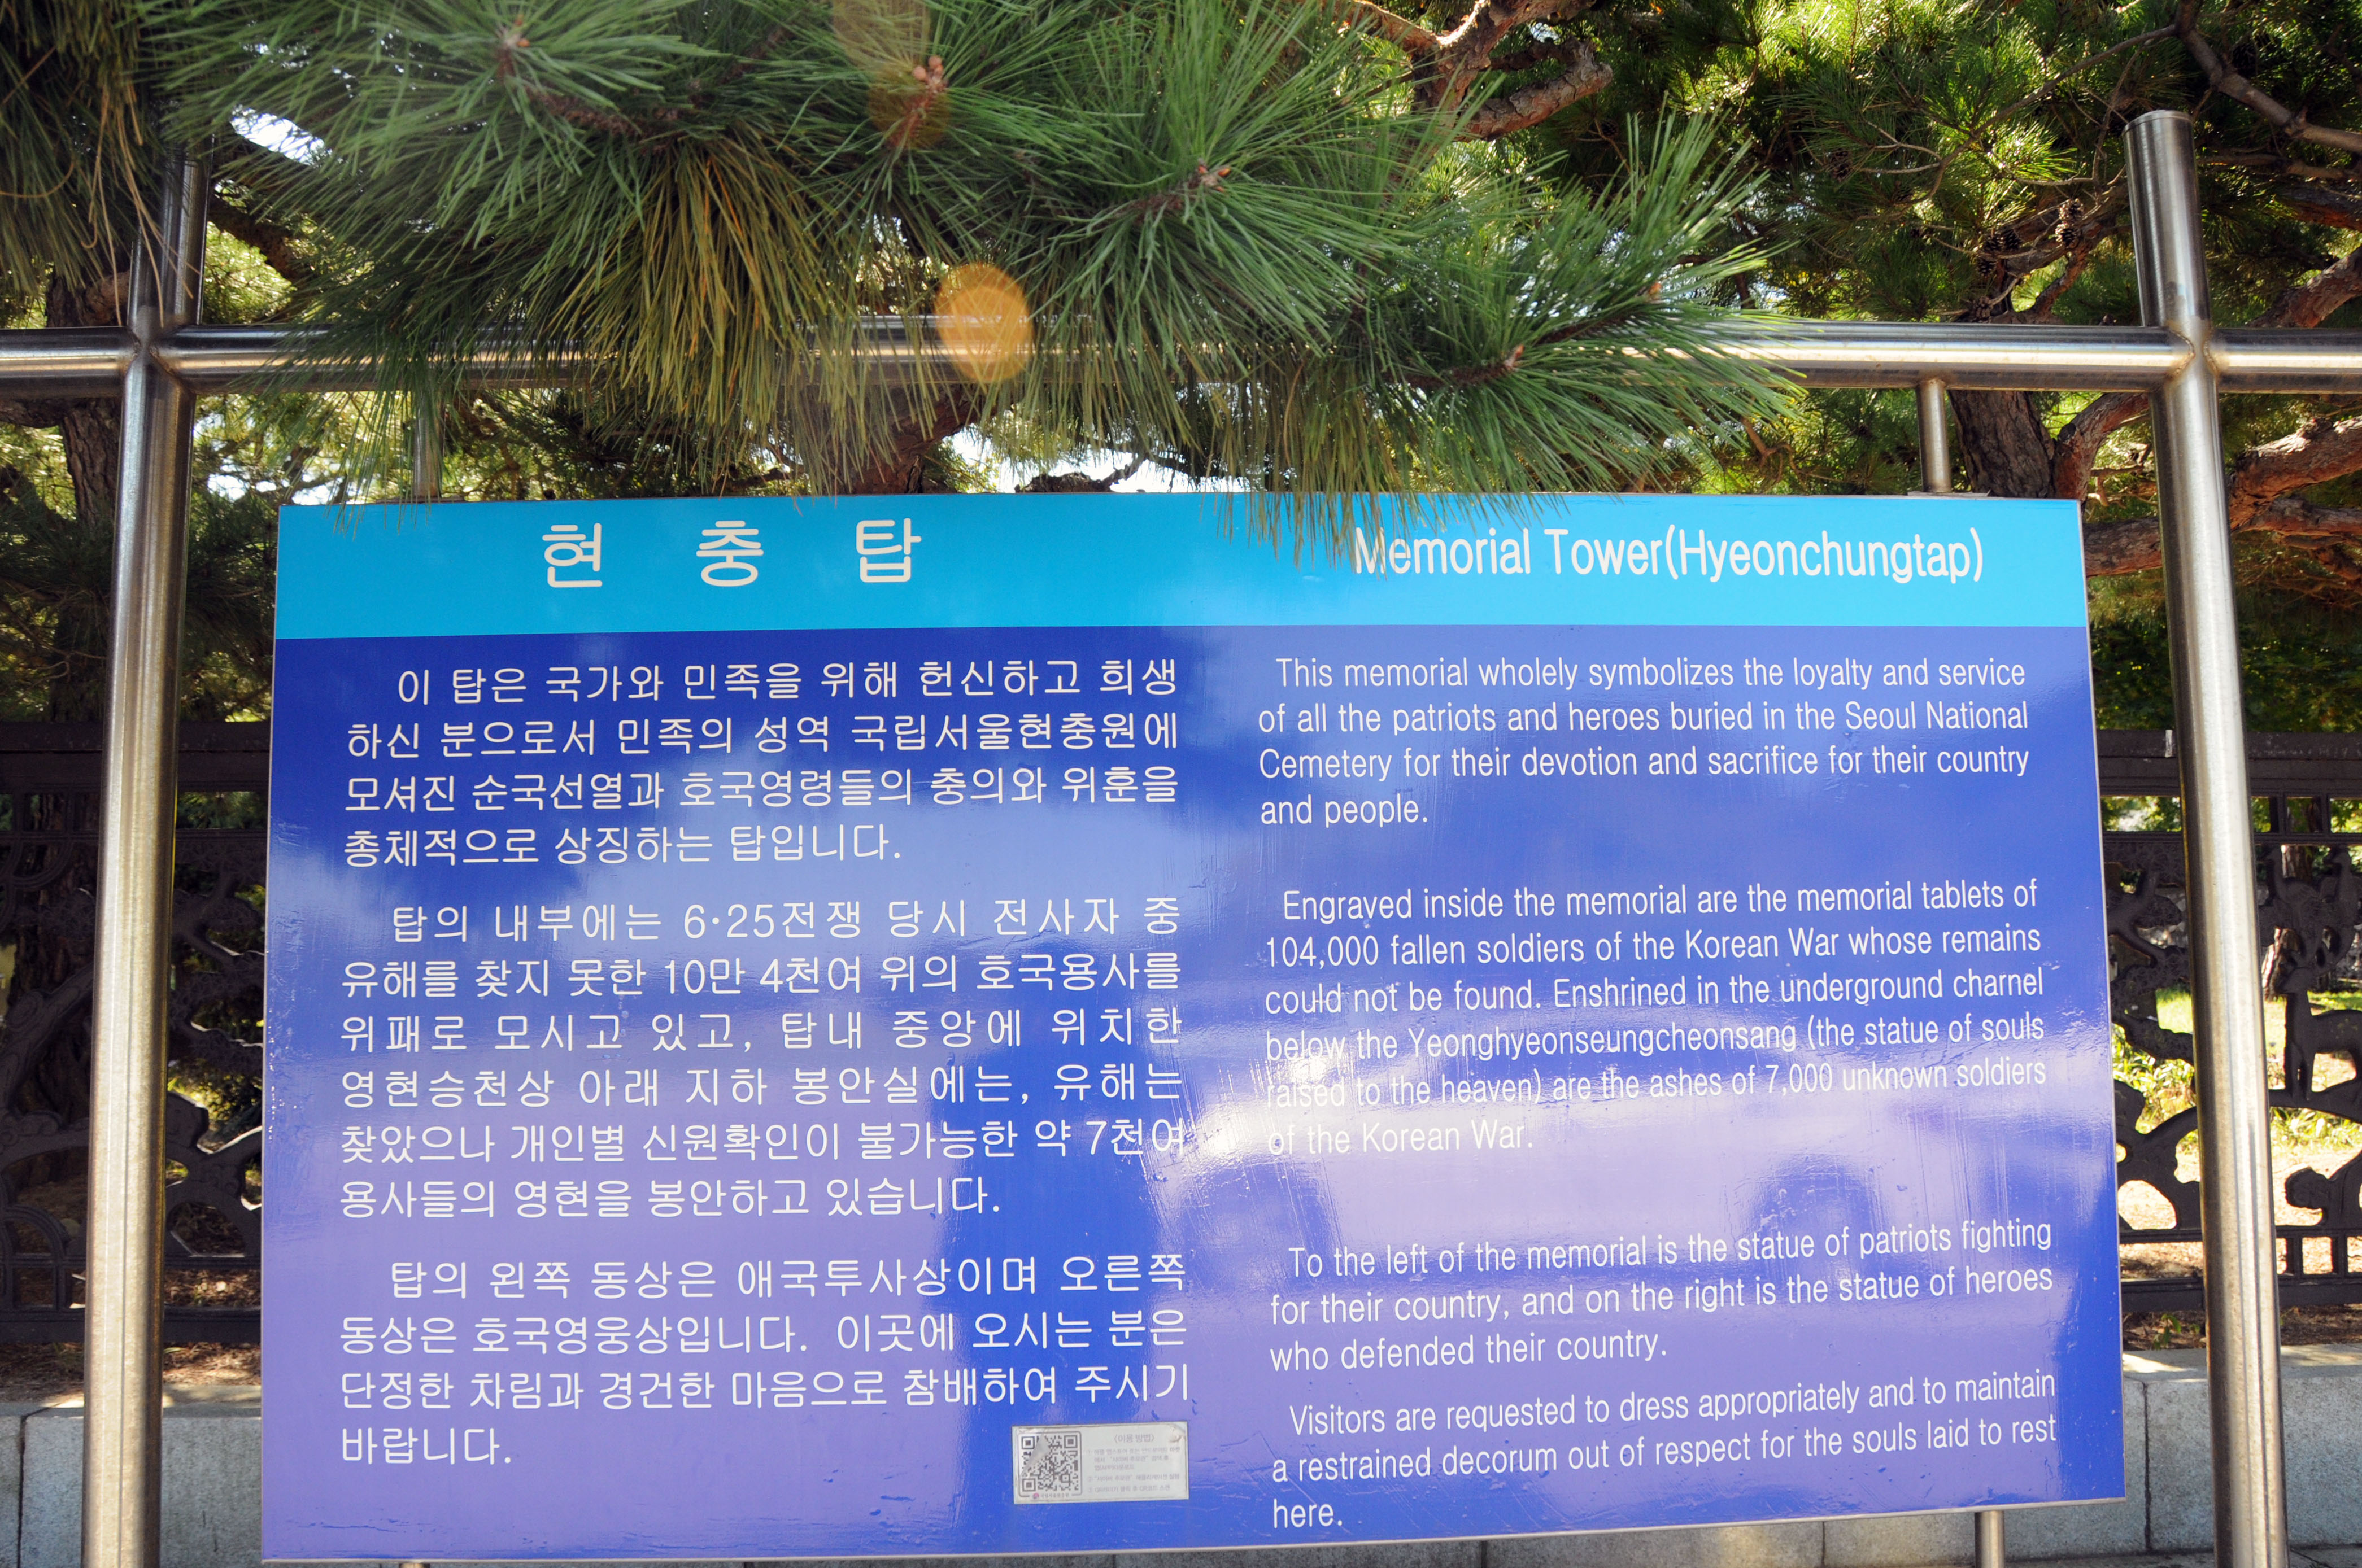 현 충 탑
이 탑은 국가와 민족을 위해 헌신하고 희생
하신 분으로서 민족의 성역 국립서울현충원에
모셔진 순국선열과 호국영령들의 충의와 위훈을
총체적으로 상징하는 탑입니다.
탑의 내부에는 6·25전쟁 당시 전사자 중
유해를 찾지 못한 10만 4천여 위의 호국용사를
위패로 모시고 있고, 탑내 중앙에 위치한
영현승천상 아래 지하 봉안실에는, 유해는
찾았으나 개인별 신원확인이 불가능한 약 7천여
용사들의 영현을 봉안하고 있습니다.
탑의 왼쪽 동상은 애국투사상이며 오른쪽
동상은 호국영웅상입니다. 이곳에 오시는 분은
단정한 차림과 경건한 마음으로 참배하여 주시기
바랍니다.
Memorial Tower(Hyeonchungtap)
This memorial wholely symbolizes the loyalty and service
of all the patriots and heroes buried in the Seoul National
Cemetery for their devotion and sacrifice for their country
and people.
Engraved inside the memorial are the memorial tablets of
104,000 fallen soldiers of the Korean War whose remains
could not be found. Enshrined in the underground charnel
below the Yeonghyeonseungcheonsang (the statue of souls
raised to the heaven) are the ashes of 7,000 unknown soldiers
of the Korean War.
To the left of the memorial is the statue of patriots fighting
for their country, and on the right is the statue of heroes
who defended their country.
Visitors are requested to dress appropriately and to maintain
a restrained decorum out of respect for the souls laid to rest
here.
(이용 방법)